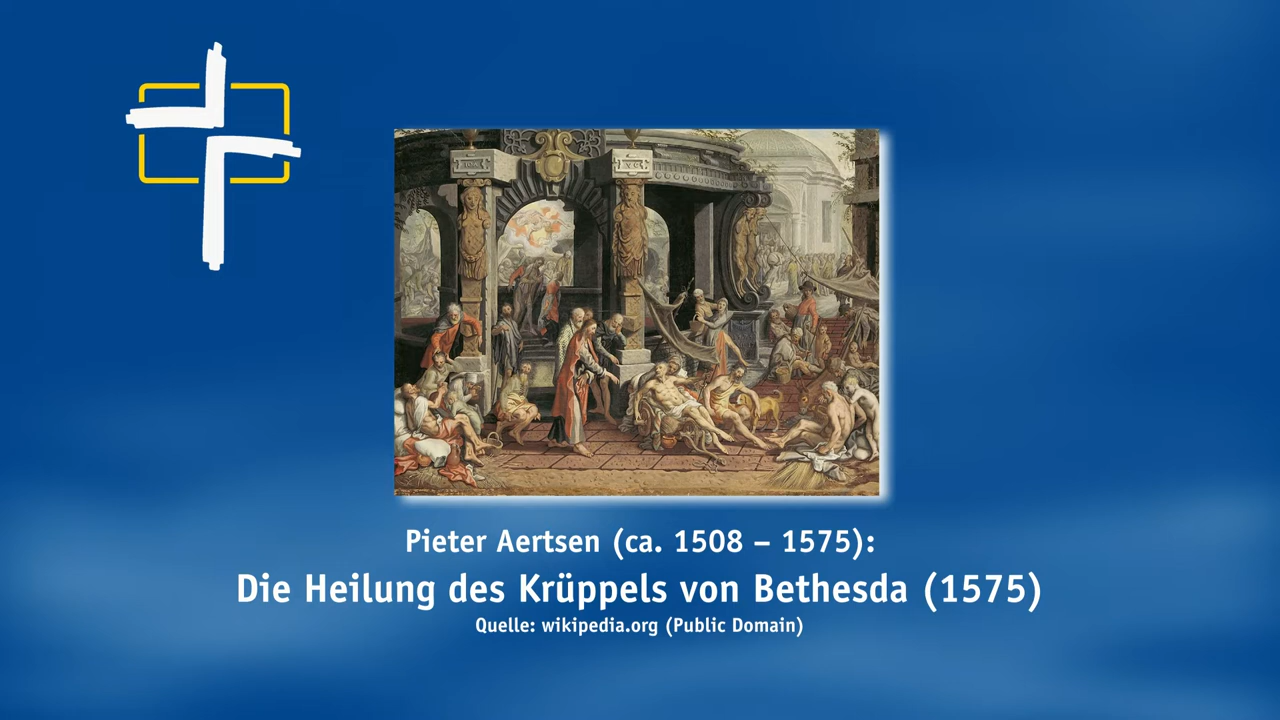 Pieter Aertsen (ca. 1508 – 1575):
Die Heilung des Krüppels von Bethesda (1575)
Quelle: wikipedia.org (Public Domain)